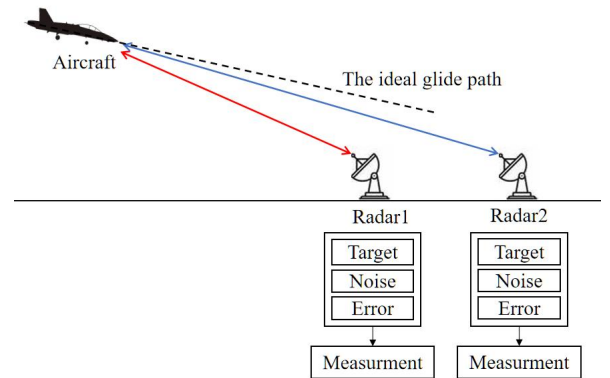 Aircraft
The ideal glide path
Radar1
Radar2
Target
Noise
Error
Measurment
Target
Noise
Error
Measurment